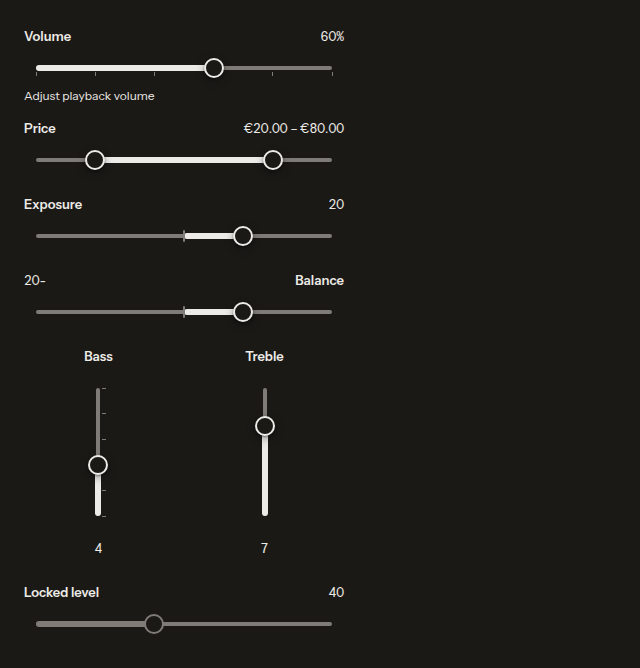 Volume 60%
Adjust playback volume
Price €20.00 – €80.00
Exposure 20
20- Balance
Bass Treble
4 7
Locked level 40